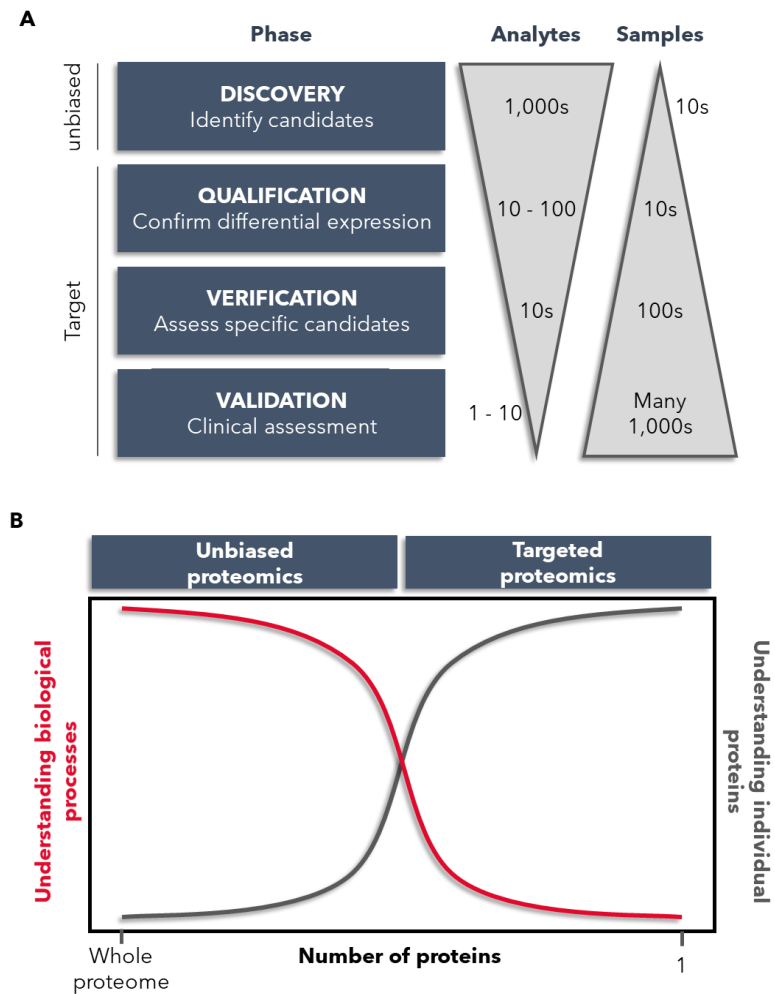 A
Phase
Analytes
Samples
unbiased
DISCOVERY
Identify candidates
1,000s
10s
Target
QUALIFICATION
Confirm differential expression
10 - 100
10s
VERIFICATION
Assess specific candidates
10s
100s
VALIDATION
Clinical assessment
1 - 10
Many
1,000s
B
Unbiased
proteomics
Targeted
proteomics
Understanding biological
processes
Understanding individual
proteins
Whole
proteome
Number of proteins
1